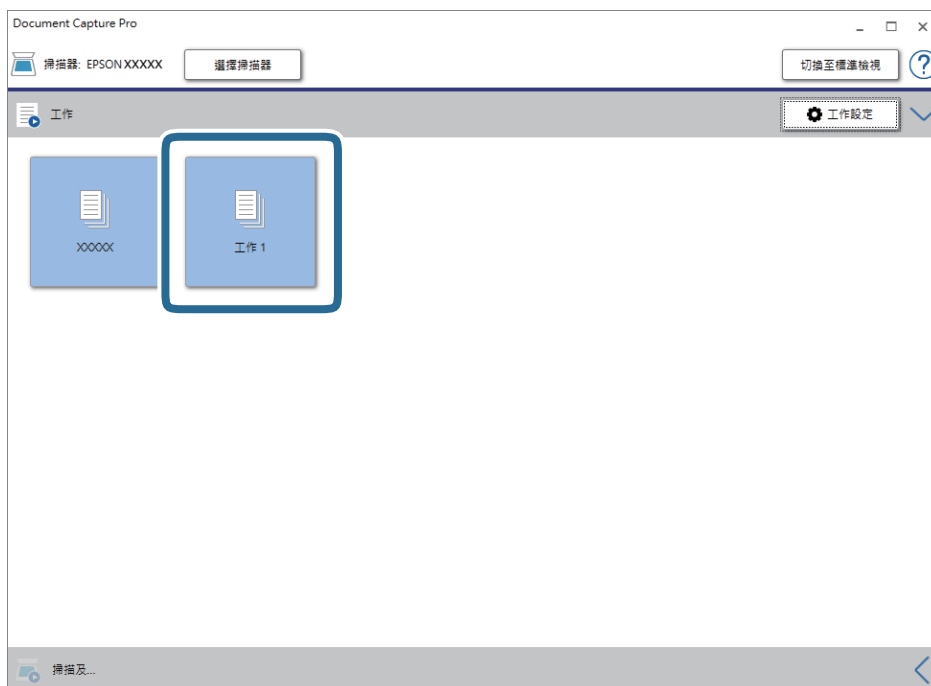 Document Capture Pro
掃描器: EPSON XXXXX
選擇掃描器
切換至標準檢視
?
工作
工作設定
XXXXX
工作 1
掃描及...